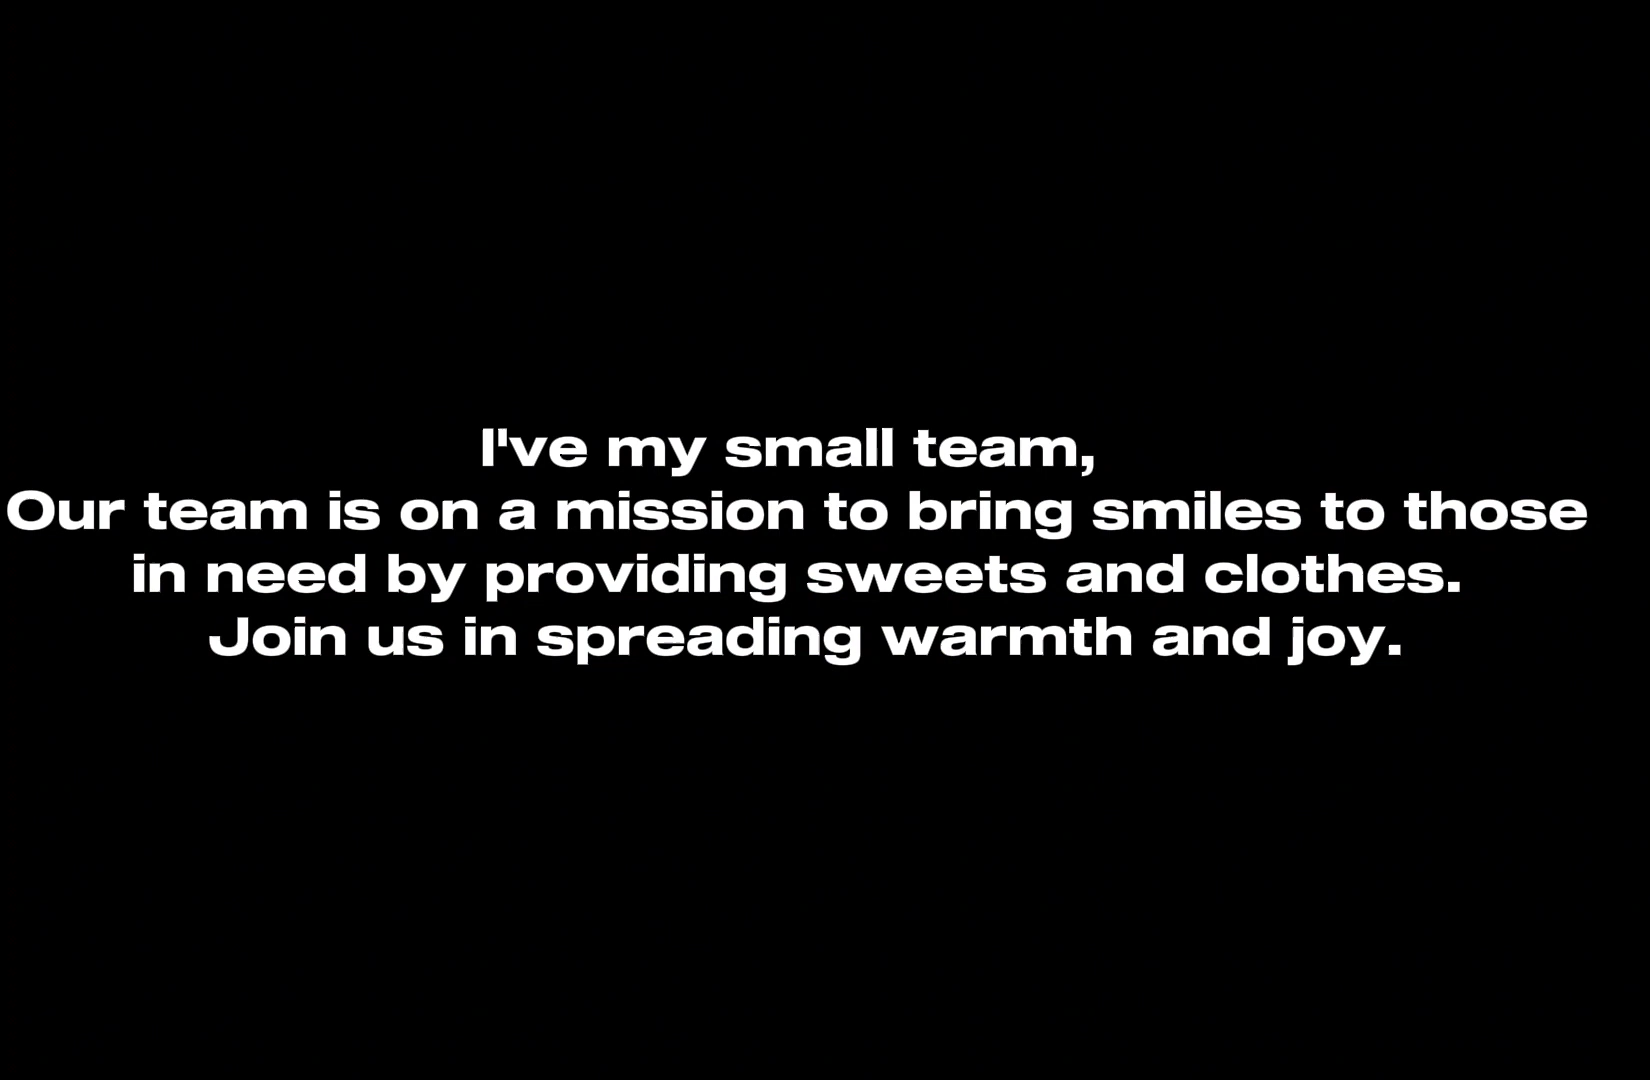 I've my small team,
Our team is on a mission to bring smiles to those
in need by providing sweets and clothes.
Join us in spreading warmth and joy.